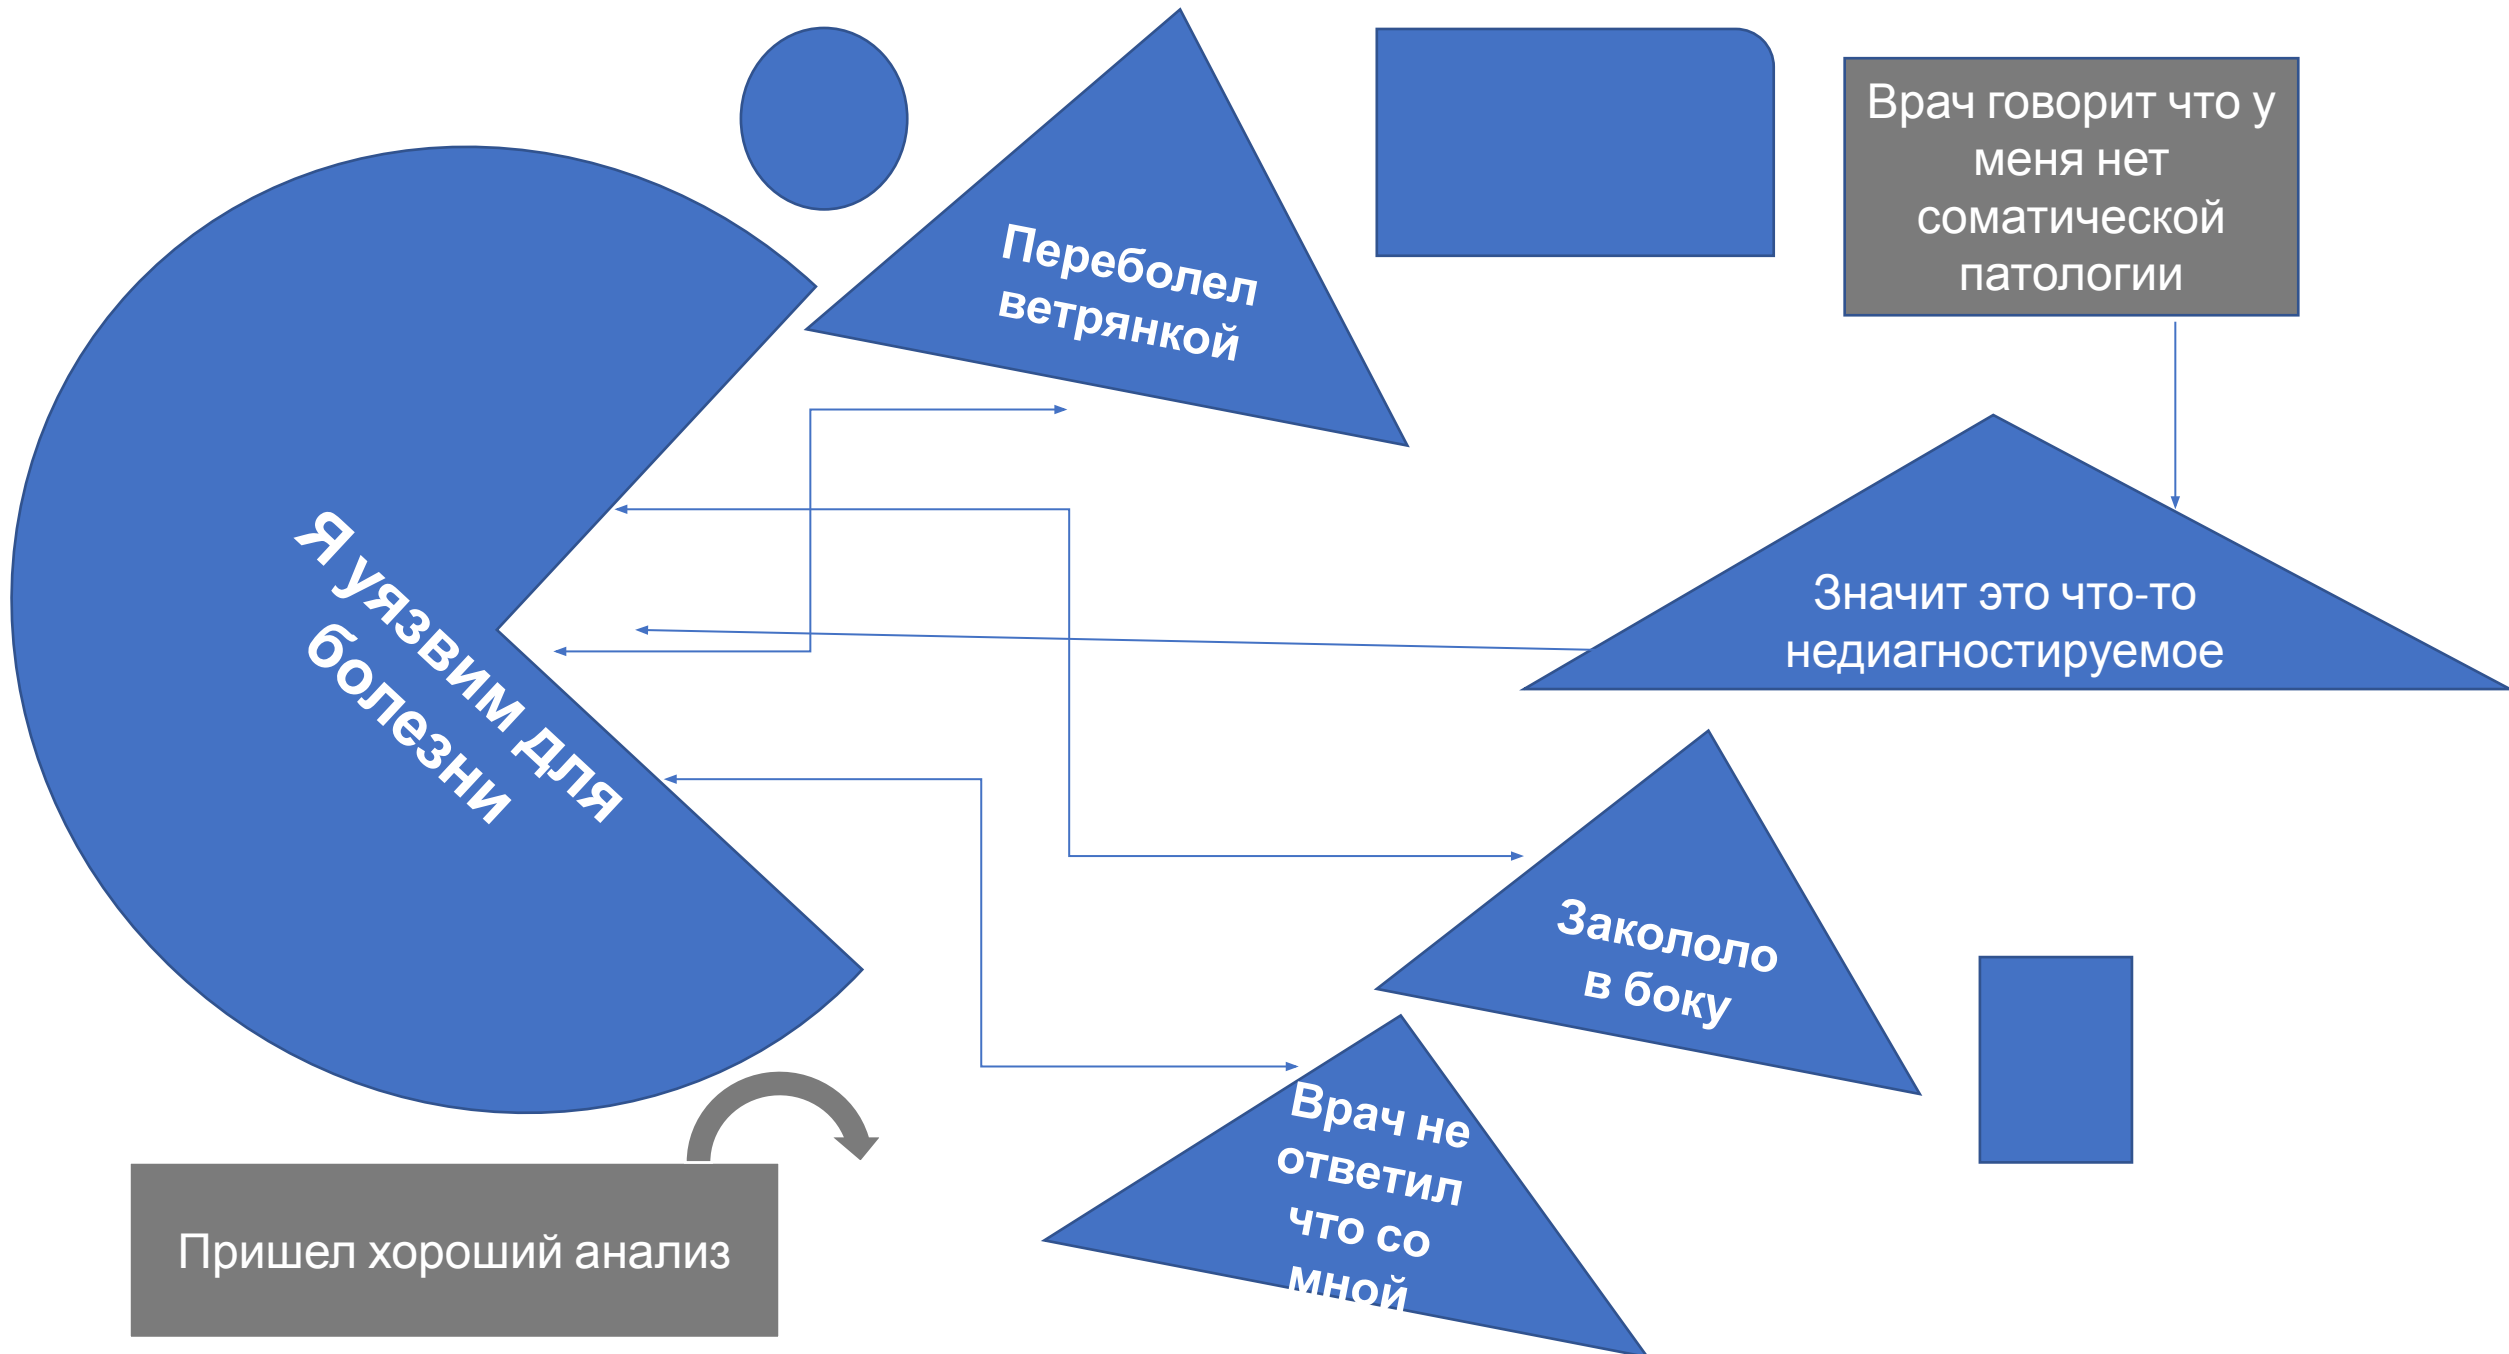 Переболел
ветрянкой
Врач говорит что у
меня нет
соматической
патологии
Я уязвим для
болезни
Значит это что-то
недиагностируемое
Закололо
в боку
Врач не
ответил
что со
мной
Пришел хороший анализ